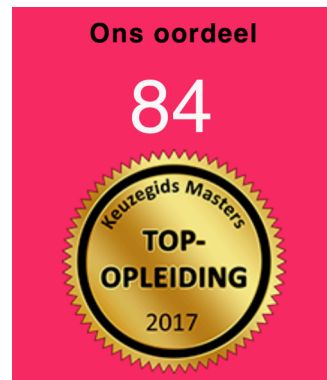 Ons oordeel
84
Keuzegids Masters
TOP-
OPLEIDING
2017